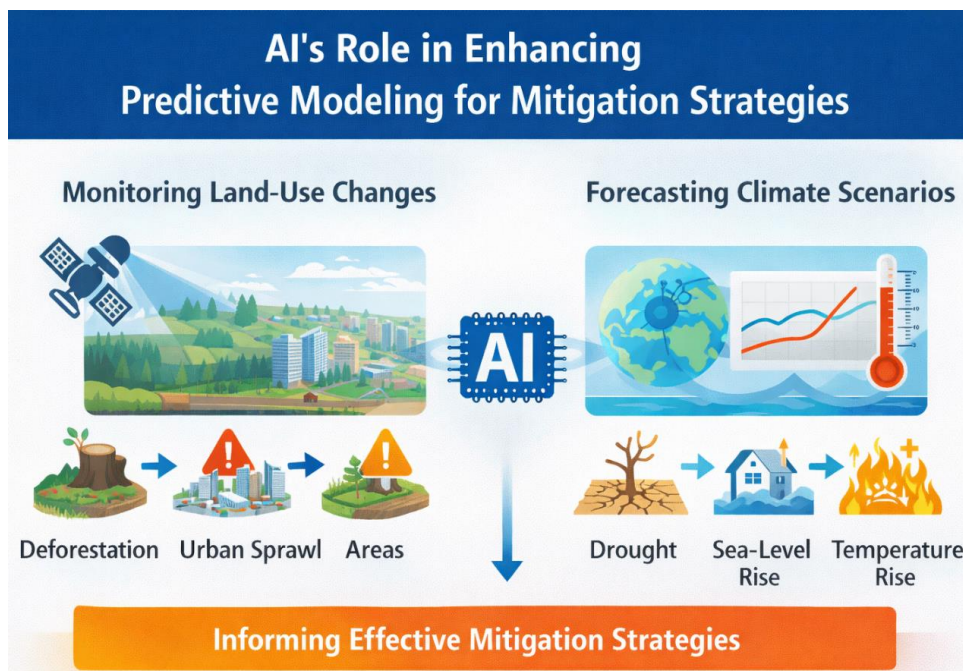 AI's Role in Enhancing
Predictive Modeling for Mitigation Strategies
Monitoring Land-Use Changes
Forecasting Climate Scenarios
AI
Deforestation
Urban Sprawl
Areas
Drought
Sea-Level
Rise
Temperature
Rise
Informing Effective Mitigation Strategies